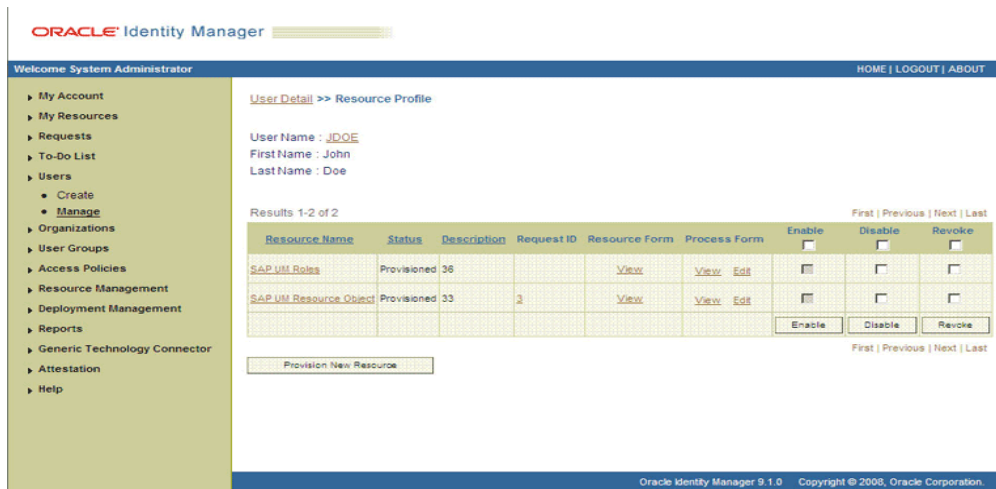 ORACLE Identity Manager
Welcome System Administrator HOME | LOGOUT | ABOUT
My Account
My Resources
Requests
To-Do List
Users
Create
Manage
Organizations
User Groups
Access Policies
Resource Management
Deployment Management
Reports
Generic Technology Connector
Attestation
Help
User Detail >> Resource Profile
User Name : JDOE
First Name : John
Last Name : Doe
Results 1-2 of 2 First | Previous | Next | Last
Resource Name Status Description Request ID Resource Form Process Form Enable Disable Revoke
SAP UM Roles Provisioned 36 View View Edit
SAP UM Resource Object Provisioned 33 3 View View Edit
Enable Disable Revoke
First | Previous | Next | Last
Provision New Resource
Oracle Identity Manager 9.1.0 Copyright © 2008, Oracle Corporation.